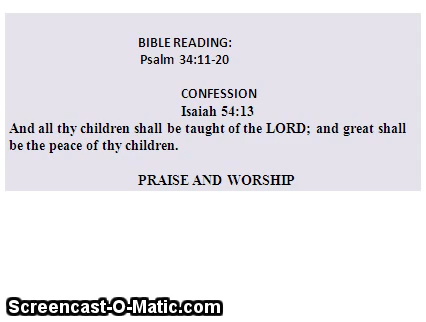 BIBLE READING:
Psalm 34:11-20
CONFESSION
Isaiah 54:13
And all thy children shall be taught of the LORD; and great shall
be the peace of thy children.
PRAISE AND WORSHIP
Screencast-O-Matic.com